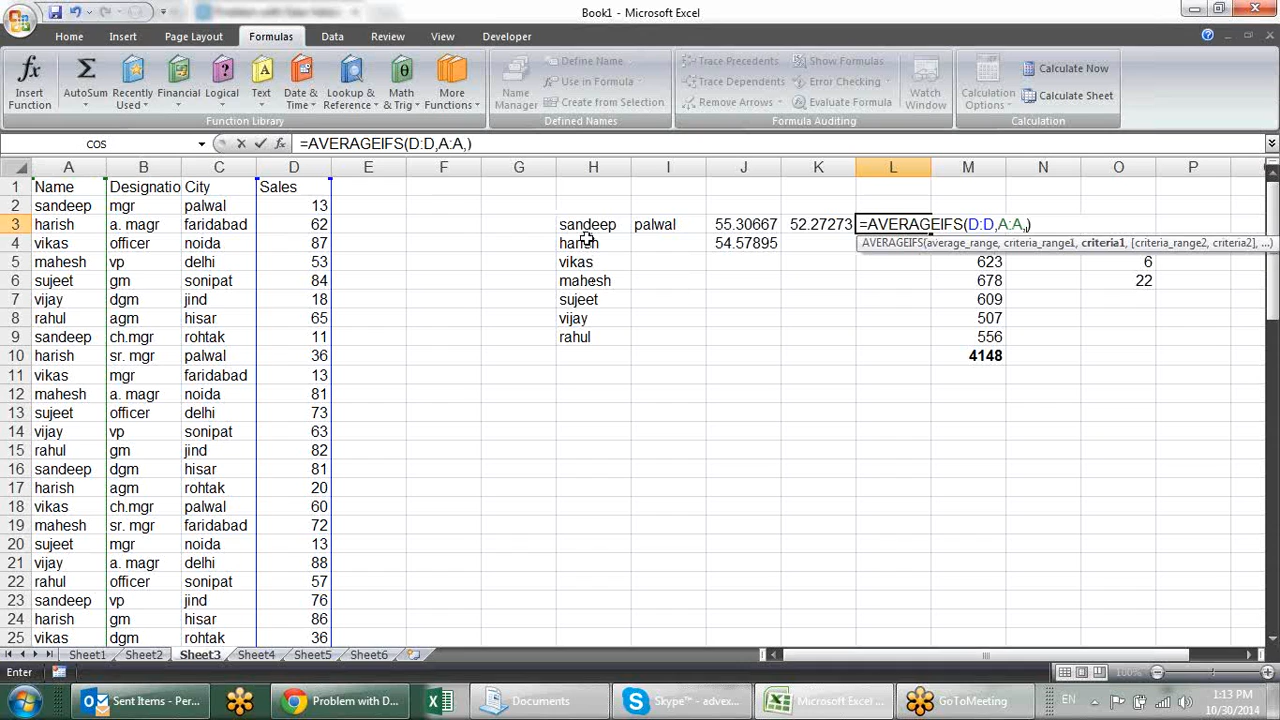 Book1 - Microsoft Excel
Home Insert Page Layout Formulas Data Review View Developer
fx Σ ? A θ
Insert Function AutoSum Recently Used Financial Logical Text Date & Time Lookup & Reference Math & Trig More Functions
Function Library
Name Manager
Define Name
Use in Formula
Create from Selection
Defined Names
Trace Precedents Show Formulas
Trace Dependents Error Checking
Remove Arrows Evaluate Formula
Formula Auditing
Watch Window
Calculation Options
Calculate Now
Calculate Sheet
Calculation
COS fx =AVERAGEIFS(D:D,A:A,)
A B C D E F G H I J K L M N O P
1 Name Designatio City Sales
2 sandeep mgr palwal 13
3 harish a. magr faridabad 62 sandeep palwal 55.30667 52.27273 =AVERAGEIFS(D:D,A:A,)
4 vikas officer noida 87 harish 54.57895
AVERAGEIFS(average_range, criteria_range1, criteria1, [criteria_range2, criteria2], ...)
5 mahesh vp delhi 53 vikas 623 6
6 sujeet gm sonipat 84 mahesh 678 22
7 vijay dgm jind 18 sujeet 609
8 rahul agm hisar 65 vijay 507
9 sandeep ch.mgr rohtak 11 rahul 556
10 harish sr. mgr palwal 36 4148
11 vikas mgr faridabad 13
12 mahesh a. magr noida 81
13 sujeet officer delhi 73
14 vijay vp sonipat 63
15 rahul gm jind 82
16 sandeep dgm hisar 81
17 harish agm rohtak 20
18 vikas ch.mgr palwal 60
19 mahesh sr. mgr faridabad 72
20 sujeet mgr noida 13
21 vijay a. magr delhi 88
22 rahul officer sonipat 57
23 sandeep vp jind 76
24 harish gm hisar 86
25 vikas dgm rohtak 36
Sheet1 Sheet2 Sheet3 Sheet4 Sheet5 Sheet6
Enter 100%
Sent Items - Per... Problem with D... Documents Skype™ - advex... Microsoft Exce... GoToMeeting EN 1:13 PM
10/30/2014